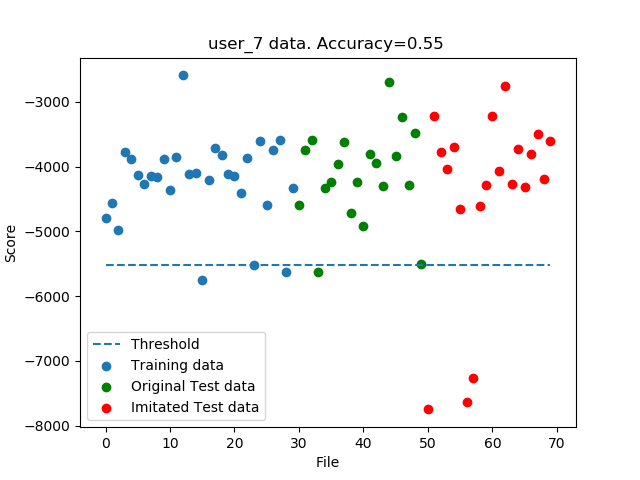 user_7 data. Accuracy=0.55
Score
−3000
−4000
−5000
−6000
−7000
−8000
Threshold
Training data
Original Test data
Imitated Test data
0 10 20 30 40 50 60 70
File